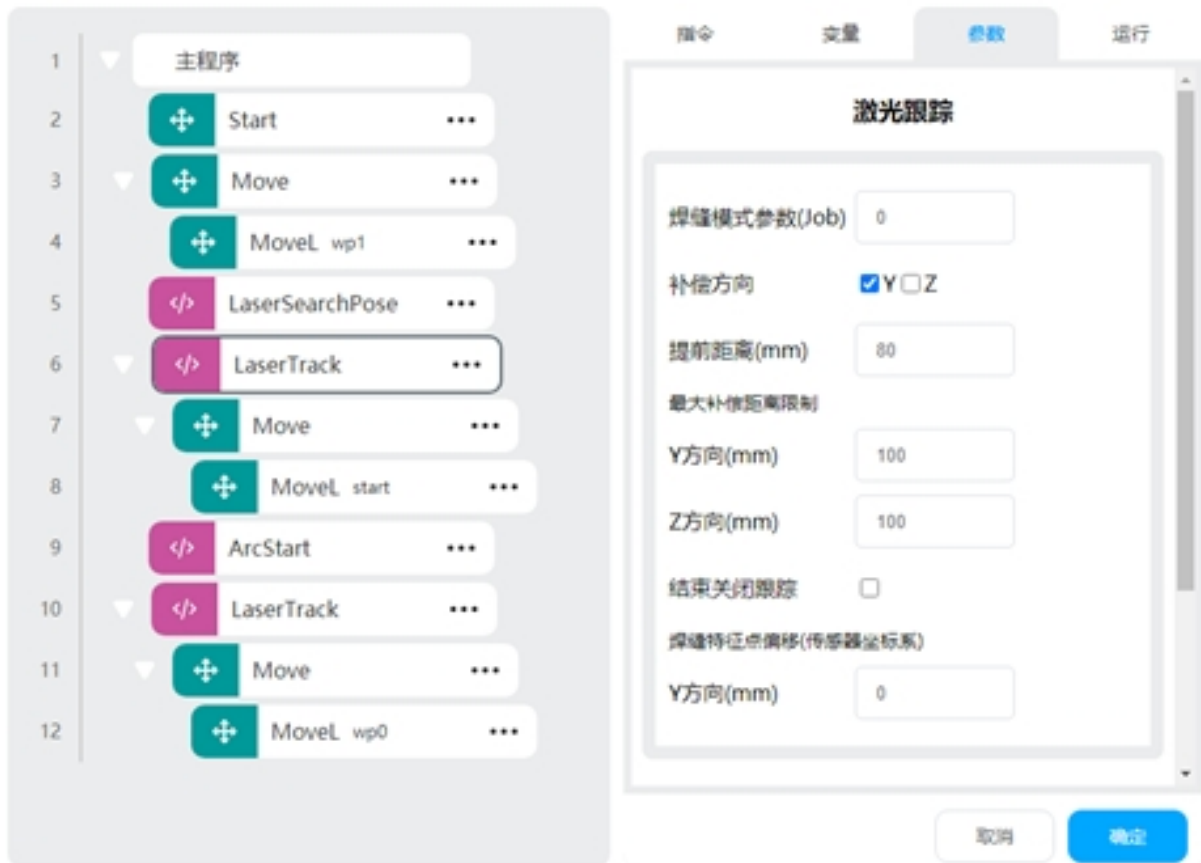 1 主程序
2 Start •••
3 Move •••
4 MoveL wp1 •••
5 </> LaserSearchPose •••
6 </> LaserTrack •••
7 Move •••
8 MoveL start •••
9 </> ArcStart •••
10 </> LaserTrack •••
11 Move •••
12 MoveL wp0 •••
指令 变量 参数 运行
激光跟踪
焊缝模式参数(Job) 0
补偿方向 Y Z
提前距离(mm) 80
最大补偿距离限制
Y方向(mm) 100
Z方向(mm) 100
结束关闭跟踪
焊缝特征点偏移(传感器坐标系)
Y方向(mm) 0
取消 确定